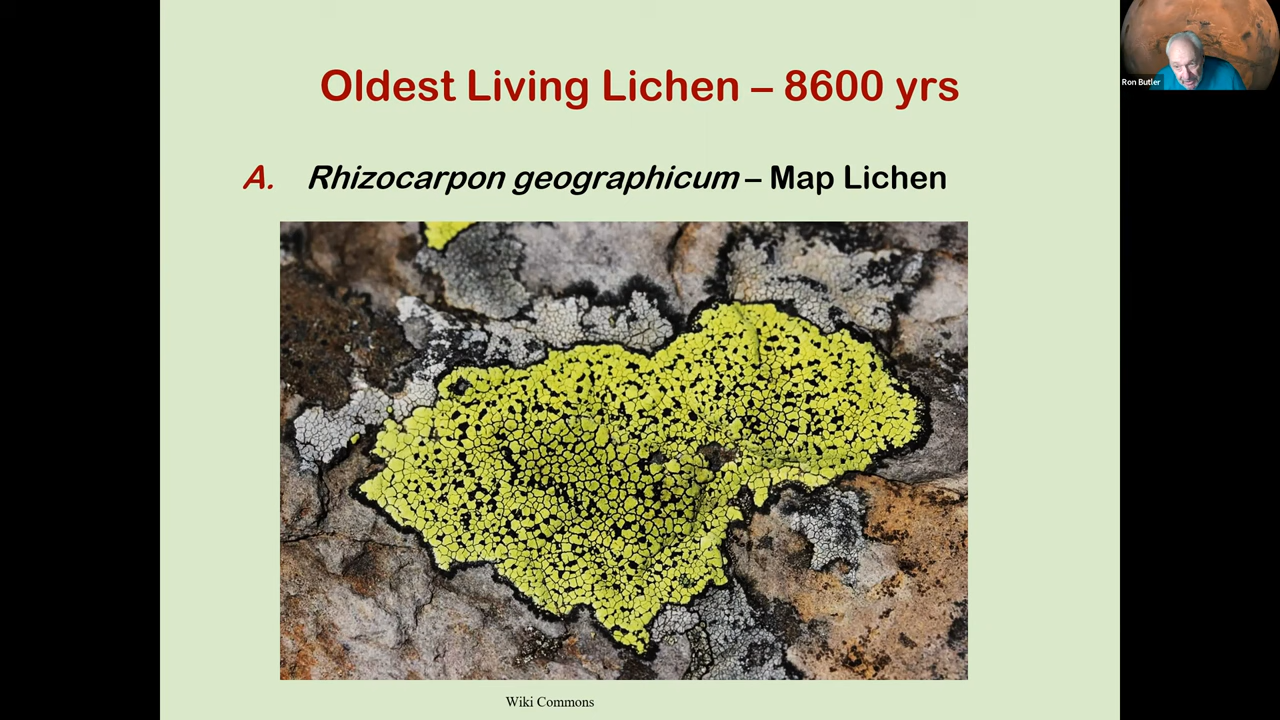 Oldest Living Lichen – 8600 yrs
Ron Butler
A. Rhizocarpon geographicum – Map Lichen
Wiki Commons